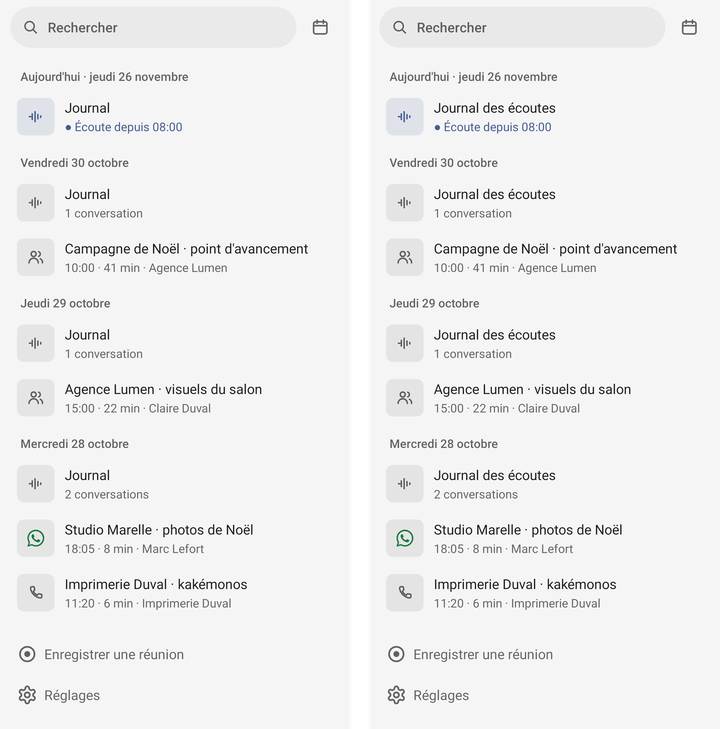 Rechercher
Aujourd'hui · jeudi 26 novembre
Journal
● Écoute depuis 08:00
Vendredi 30 octobre
Journal
1 conversation
Campagne de Noël · point d'avancement
10:00 · 41 min · Agence Lumen
Jeudi 29 octobre
Journal
1 conversation
Agence Lumen · visuels du salon
15:00 · 22 min · Claire Duval
Mercredi 28 octobre
Journal
2 conversations
Studio Marelle · photos de Noël
18:05 · 8 min · Marc Lefort
Imprimerie Duval · kakémonos
11:20 · 6 min · Imprimerie Duval
Enregistrer une réunion
Réglages
Rechercher
Aujourd'hui · jeudi 26 novembre
Journal des écoutes
● Écoute depuis 08:00
Vendredi 30 octobre
Journal des écoutes
1 conversation
Campagne de Noël · point d'avancement
10:00 · 41 min · Agence Lumen
Jeudi 29 octobre
Journal des écoutes
1 conversation
Agence Lumen · visuels du salon
15:00 · 22 min · Claire Duval
Mercredi 28 octobre
Journal des écoutes
2 conversations
Studio Marelle · photos de Noël
18:05 · 8 min · Marc Lefort
Imprimerie Duval · kakémonos
11:20 · 6 min · Imprimerie Duval
Enregistrer une réunion
Réglages